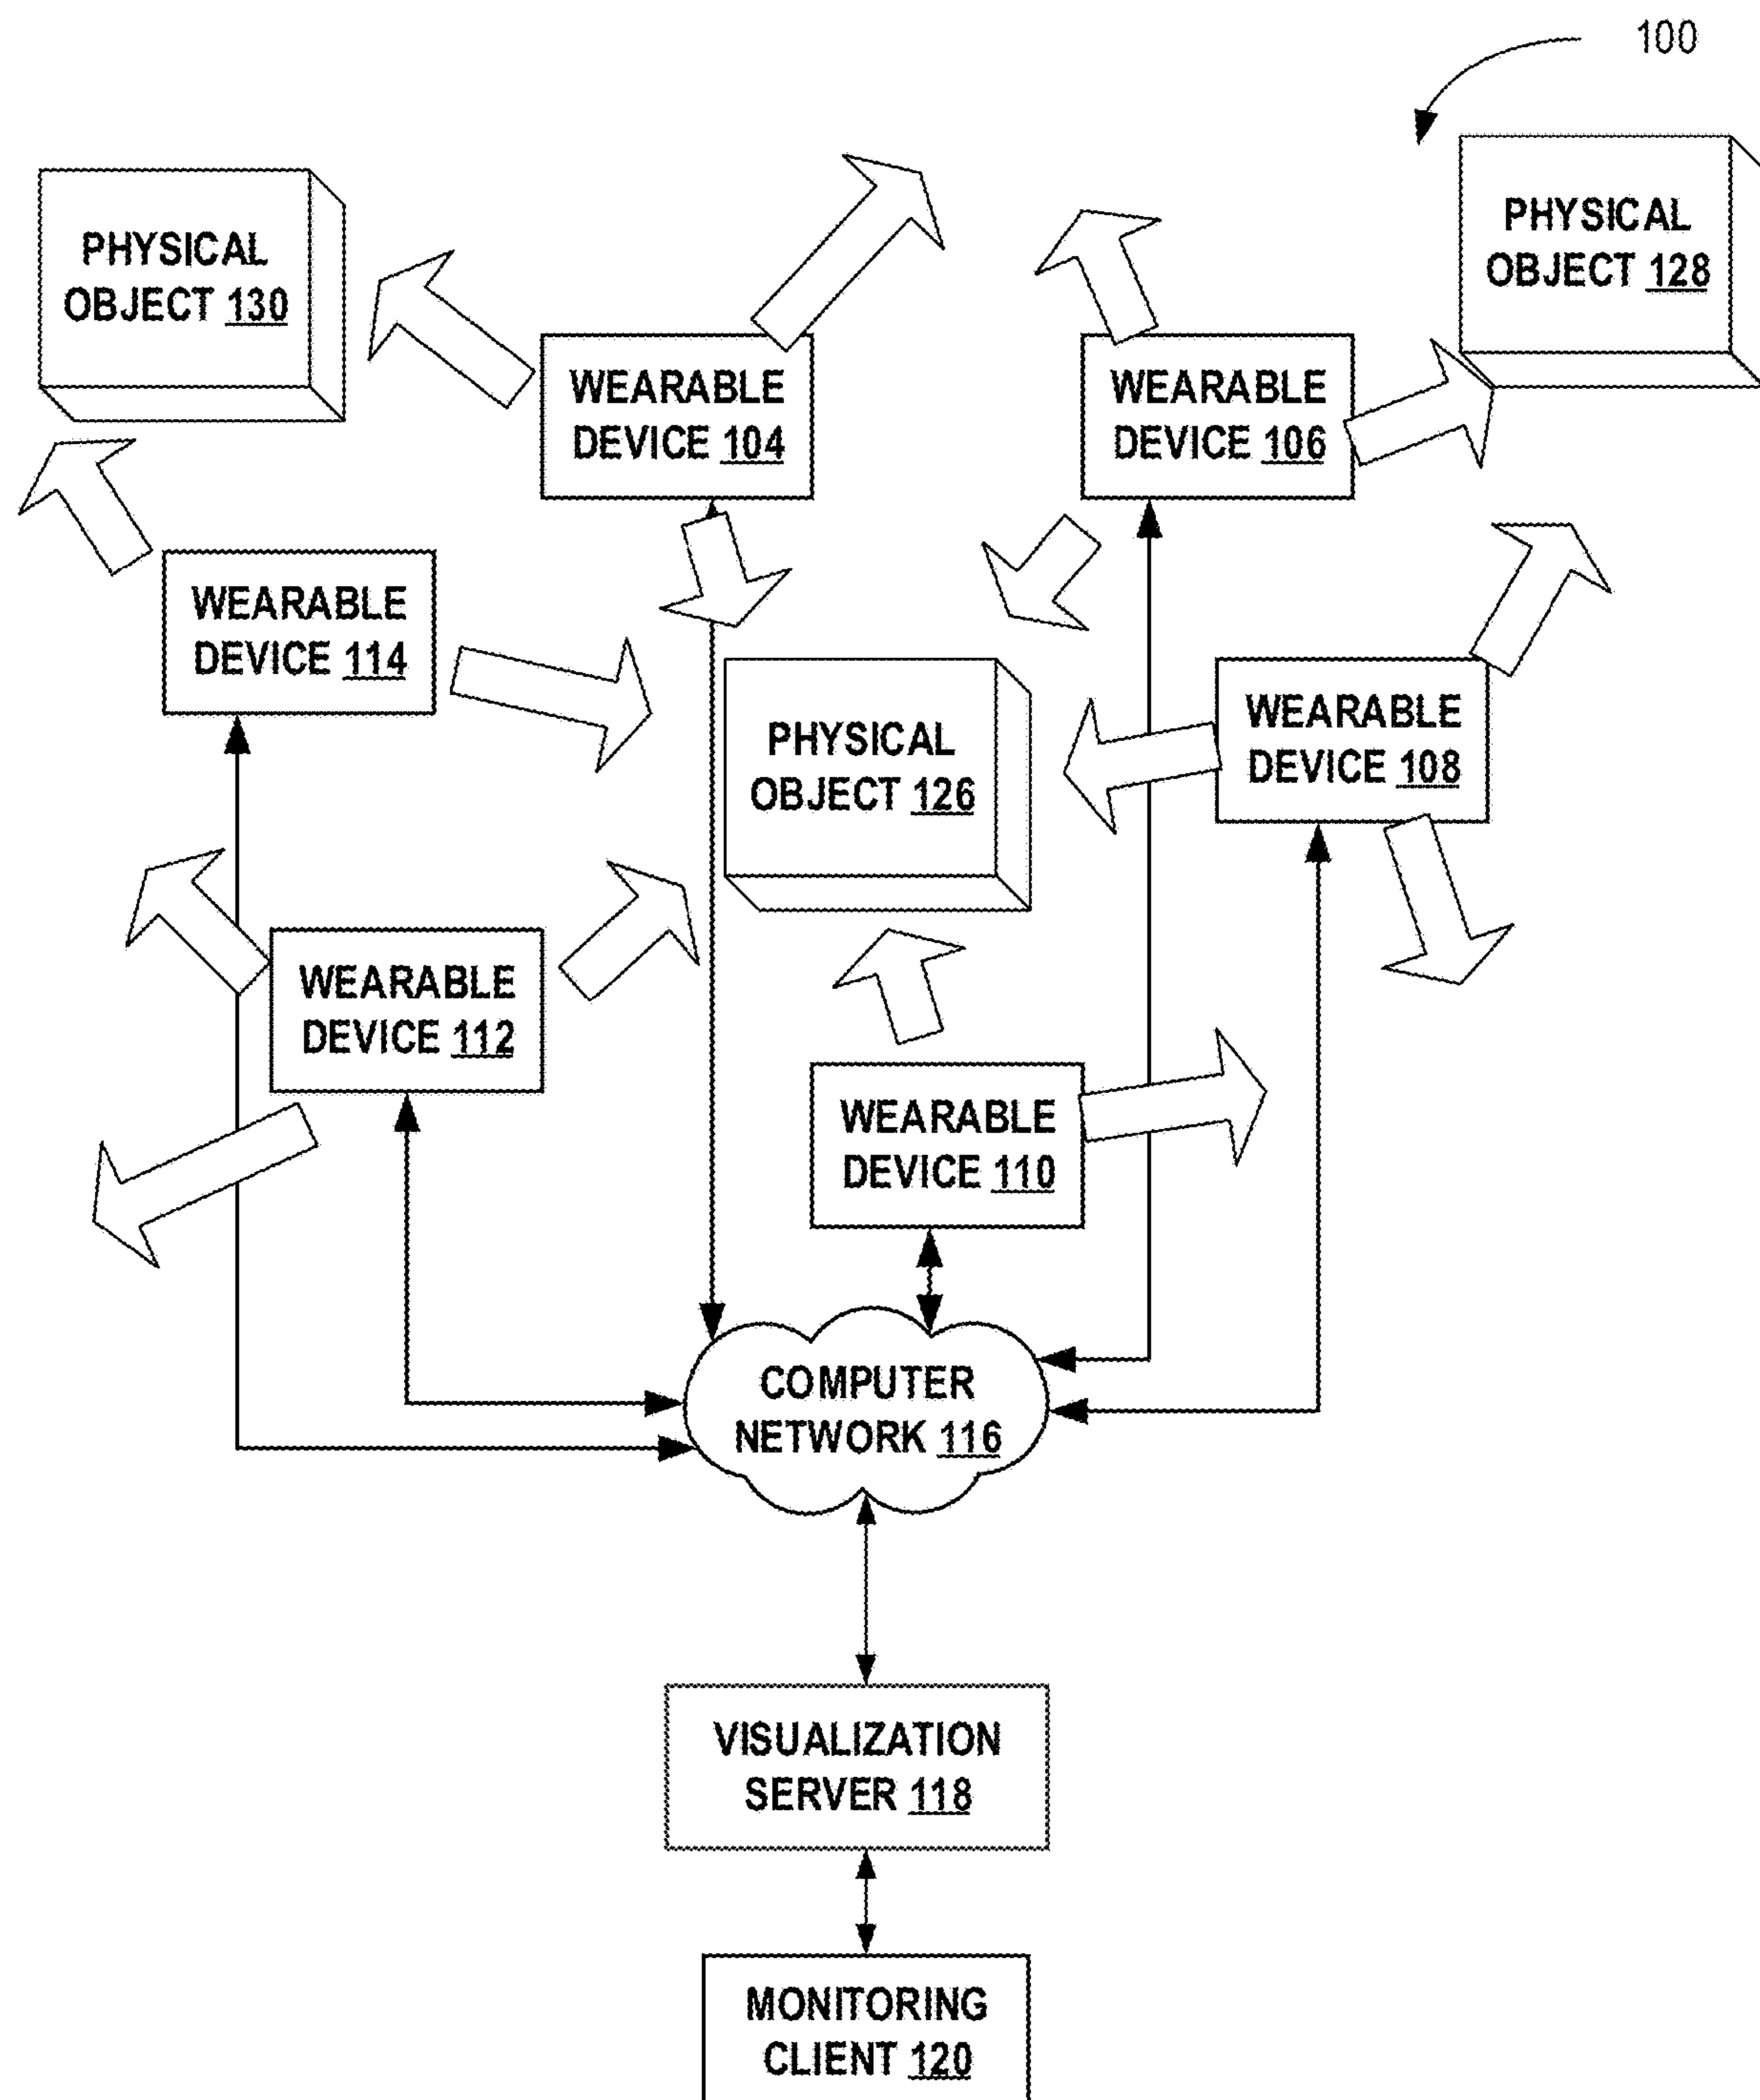 100
PHYSICAL
OBJECT 130
PHYSICAL
OBJECT 128
WEARABLE
DEVICE 104
WEARABLE
DEVICE 106
WEARABLE
DEVICE 114
WEARABLE
DEVICE 108
PHYSICAL
OBJECT 126
WEARABLE
DEVICE 112
WEARABLE
DEVICE 110
COMPUTER
NETWORK 116
VISUALIZATION
SERVER 118
MONITORING
CLIENT 120